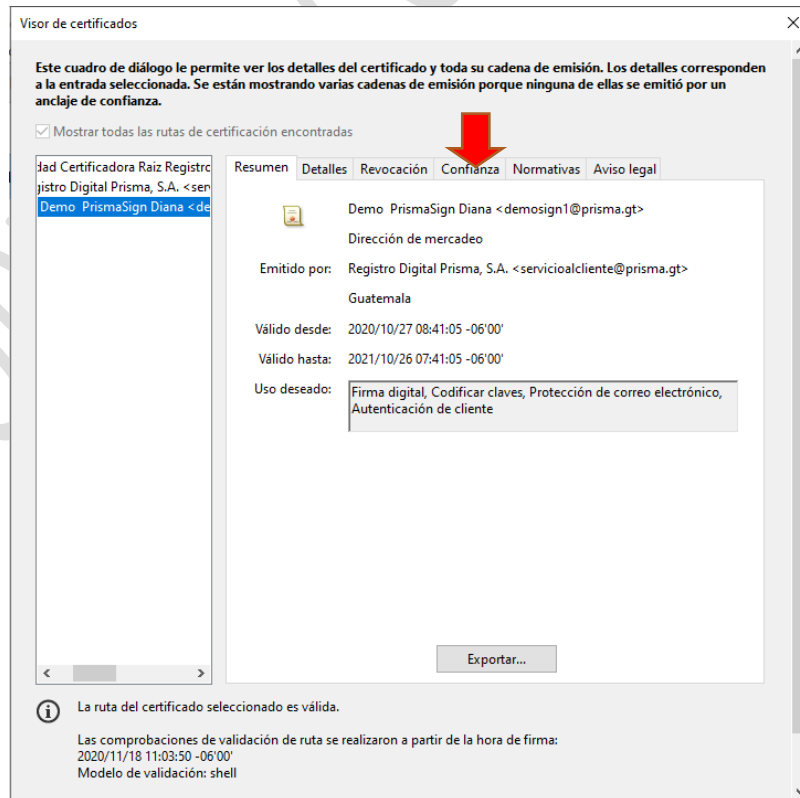 Visor de certificados
Este cuadro de diálogo le permite ver los detalles del certificado y toda su cadena de emisión. Los detalles corresponden
a la entrada seleccionada. Se están mostrando varias cadenas de emisión porque ninguna de ellas se emitió por un
anclaje de confianza.
Mostrar todas las rutas de certificación encontradas
dad Certificadora Raiz Registro
gistro Digital Prisma, S.A. <serv
Demo PrismaSign Diana <de
Resumen Detalles Revocación Confianza Normativas Aviso legal
Demo PrismaSign Diana <demosign1@prisma.gt>
Dirección de mercadeo
Emitido por: Registro Digital Prisma, S.A. <servicioalcliente@prisma.gt>
Guatemala
Válido desde: 2020/10/27 08:41:05 -06'00'
Válido hasta: 2021/10/26 07:41:05 -06'00'
Uso deseado: Firma digital, Codificar claves, Protección de correo electrónico,
Autenticación de cliente
Exportar...
La ruta del certificado seleccionado es válida.
Las comprobaciones de validación de ruta se realizaron a partir de la hora de firma:
2020/11/18 11:03:50 -06'00'
Modelo de validación: shell